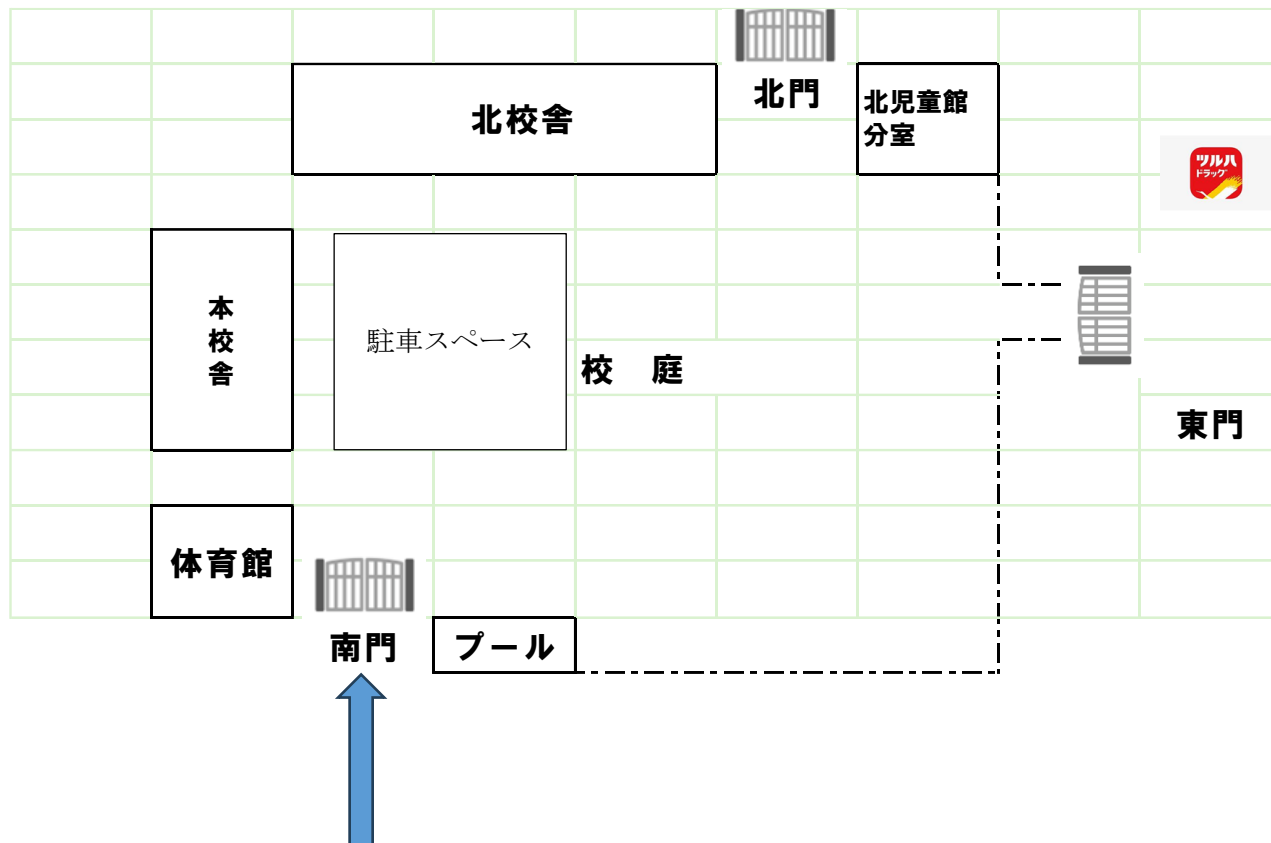 北門
北校舎
北児童館
分室
ツルハ
ドラッグ
本
校
舎
駐車スペース
校　庭
東門
体育館
南門
プール